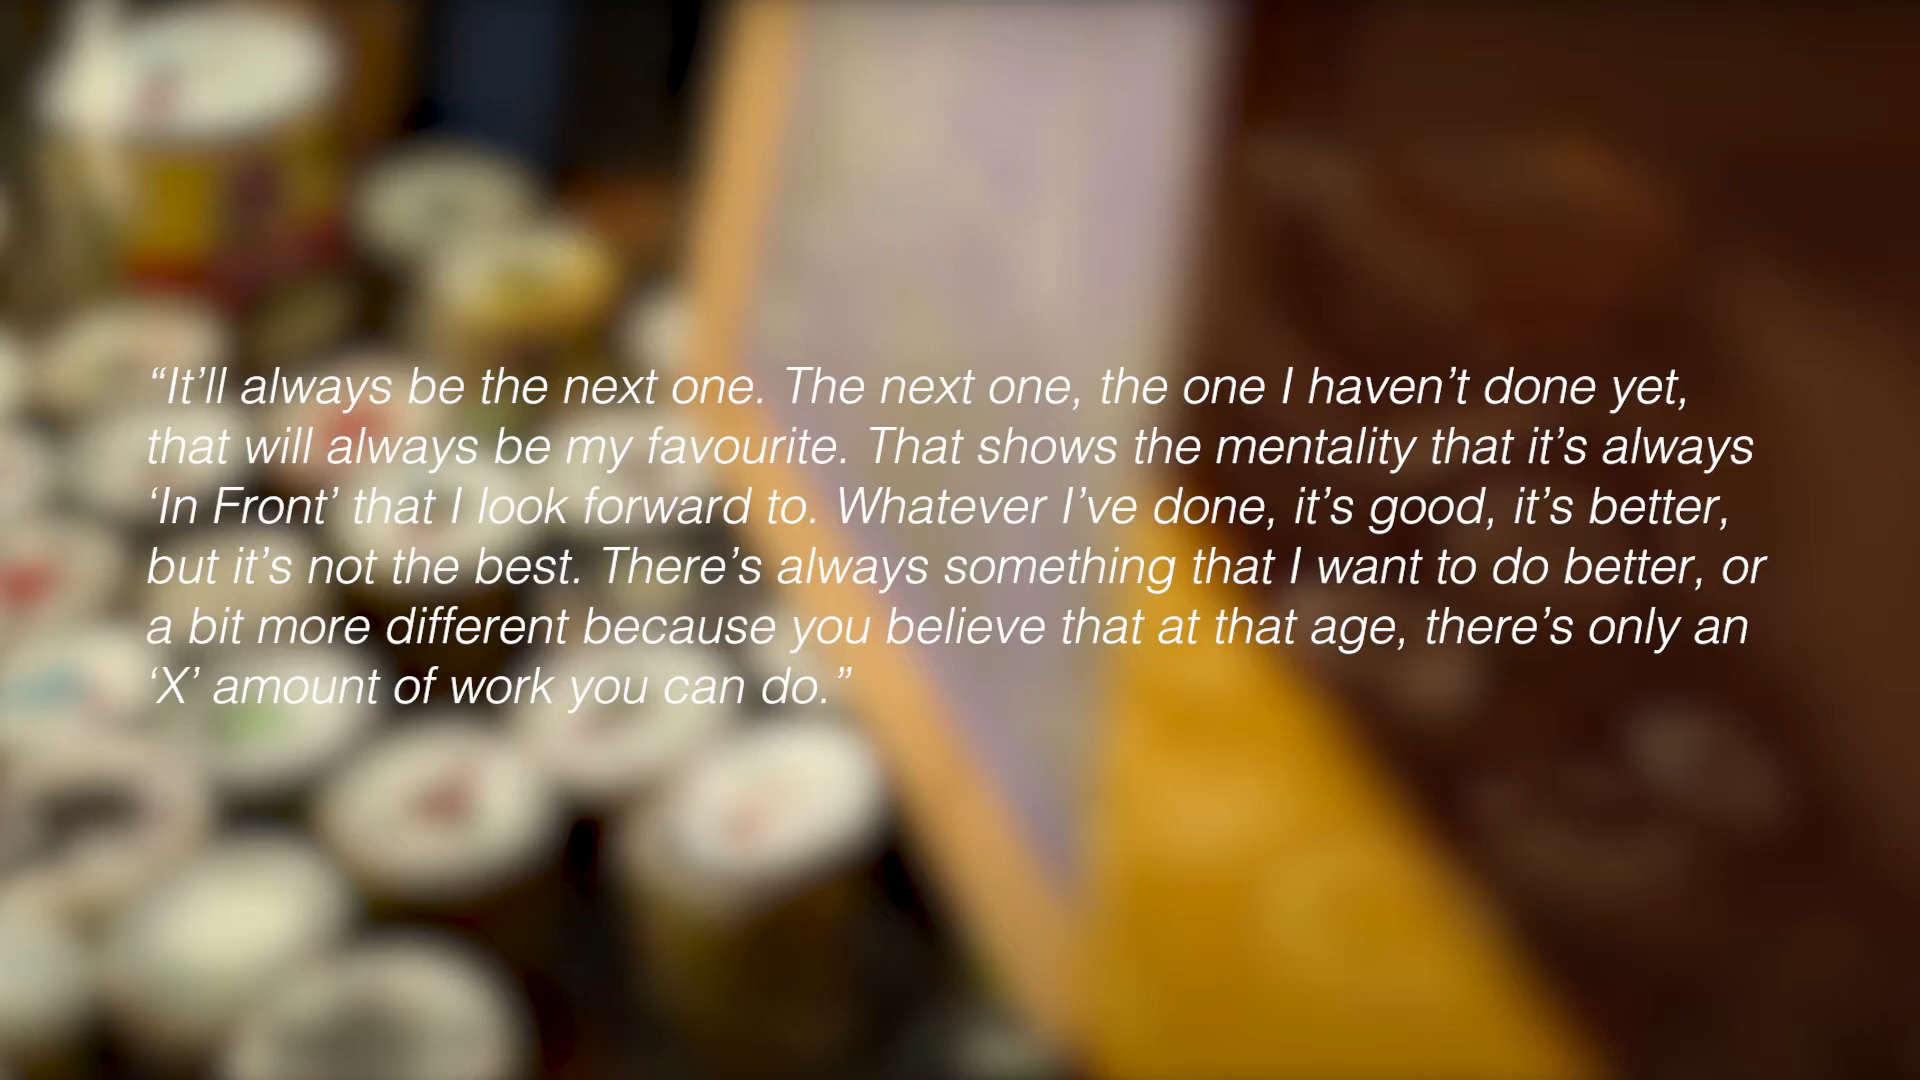 “It’ll always be the next one. The next one, the one I haven’t done yet,
that will always be my favourite. That shows the mentality that it’s always
‘In Front’ that I look forward to. Whatever I’ve done, it’s good, it’s better,
but it’s not the best. There’s always something that I want to do better, or
a bit more different because you believe that at that age, there’s only an
‘X’ amount of work you can do.”